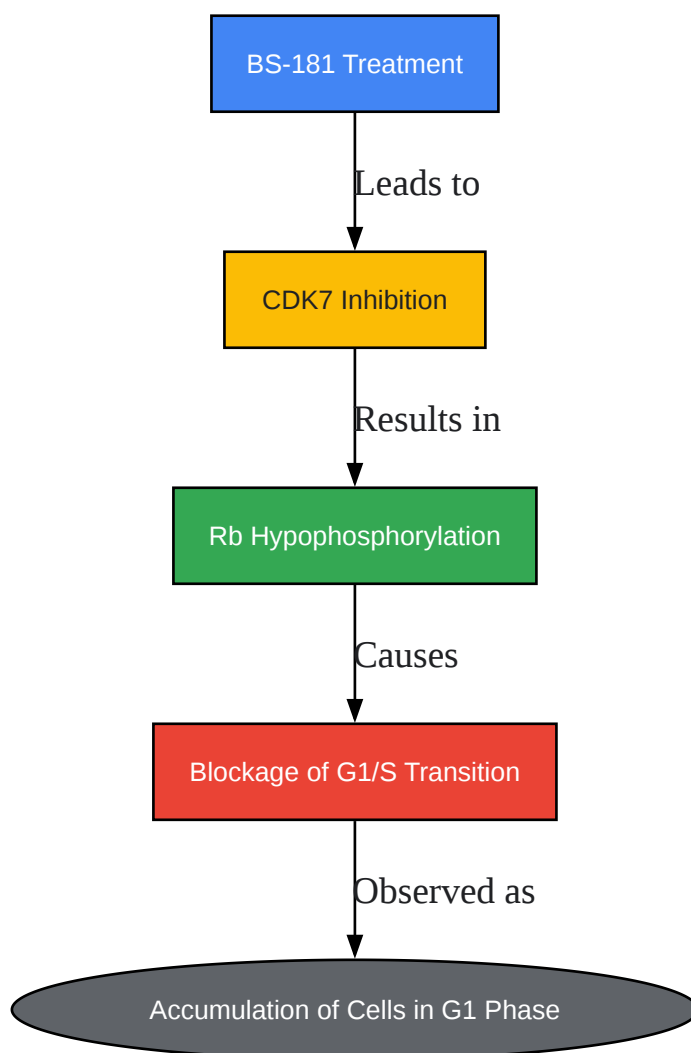 BS-181 Treatment
Leads to
CDK7 Inhibition
Results in
Rb Hypophosphorylation
Causes
Blockage of G1/S Transition
Observed as
Accumulation of Cells in G1 Phase